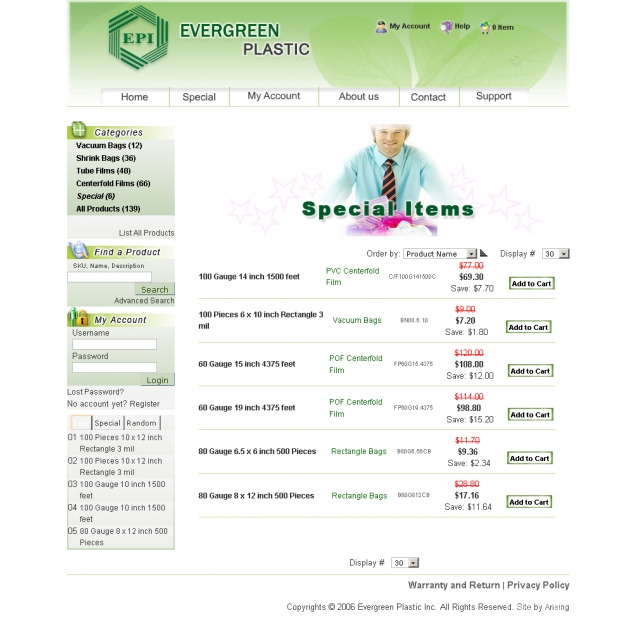 EPI
EVERGREEN
PLASTIC
My Account Help 0 Item
Home Special My Account About us Contact Support
Categories
Vacuum Bags (12)
Shrink Bags (36)
Tube Films (40)
Centerfold Films (66)
Special (6)
All Products (139)
List All Products
Find a Product
SKU, Name, Description
Search
Advanced Search
My Account
Username
Password
Login
Lost Password?
No account yet? Register
Special Random
01 100 Pieces 10 x 12 inch
Rectangle 3 mil
02 100 Pieces 10 x 12 inch
Rectangle 3 mil
03 100 Gauge 10 inch 1500
feet
04 100 Gauge 10 inch 1500
feet
05 80 Gauge 8 x 12 inch 500
Pieces
Special Items
Order by: Product Name Display # 30
$77.00
100 Gauge 14 inch 1500 feet PVC Centerfold Film C/F100G141500C $69.30 Add to Cart
Save: $7.70
$9.00
100 Pieces 6 x 10 inch Rectangle 3 mil Vacuum Bags BN09.6.10 $7.20 Add to Cart
Save: $1.80
$120.00
60 Gauge 15 inch 4375 feet POF Centerfold Film FP60G15.4375 $108.00 Add to Cart
Save: $12.00
$114.00
60 Gauge 19 inch 4375 feet POF Centerfold Film FP60G19.4375 $98.80 Add to Cart
Save: $15.20
$11.70
80 Gauge 6.5 x 6 inch 500 Pieces Rectangle Bags $9.36 Add to Cart
Save: $2.34
$28.80
80 Gauge 8 x 12 inch 500 Pieces Rectangle Bags B80G812CB $17.16 Add to Cart
Save: $11.64
Display # 30
Warranty and Return | Privacy Policy
Copyrights © 2006 Evergreen Plastic Inc. All Rights Reserved. Site by Arising